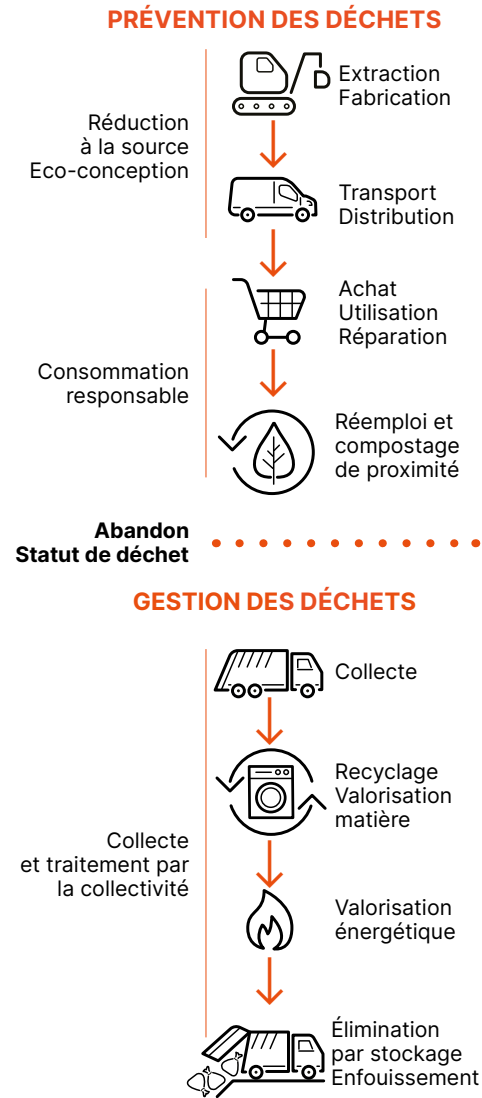 PRÉVENTION DES DÉCHETS
Réduction
à la source
Eco-conception
Extraction
Fabrication
Transport
Distribution
Consommation
responsable
Achat
Utilisation
Réparation
Réemploi et
compostage
de proximité
Abandon
Statut de déchet
GESTION DES DÉCHETS
Collecte
et traitement par
la collectivité
Collecte
Recyclage
Valorisation
matière
Valorisation
énergétique
Élimination
par stockage
Enfouissement